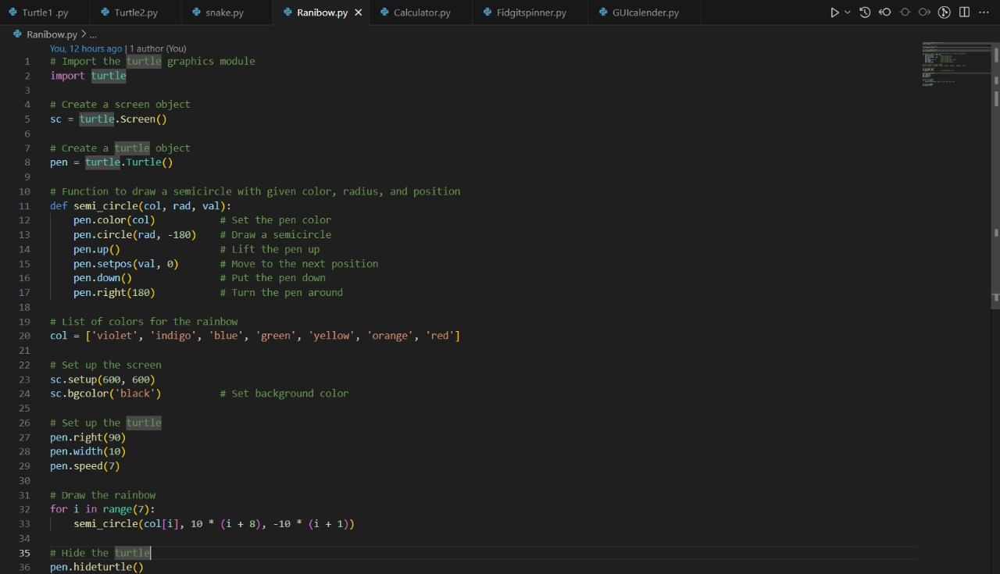 Turtle1 .py Turtle2.py snake.py Ranibow.py Calculator.py Fidgitspinner.py GUIcalender.py
Ranibow.py > ...
You, 12 hours ago | 1 author (You)
1 # Import the turtle graphics module
2 import turtle
3
4 # Create a screen object
5 sc = turtle.Screen()
6
7 # Create a turtle object
8 pen = turtle.Turtle()
9
10 # Function to draw a semicircle with given color, radius, and position
11 def semi_circle(col, rad, val):
12     pen.color(col)           # Set the pen color
13     pen.circle(rad, -180)    # Draw a semicircle
14     pen.up()                 # Lift the pen up
15     pen.setpos(val, 0)       # Move to the next position
16     pen.down()               # Put the pen down
17     pen.right(180)           # Turn the pen around
18
19 # List of colors for the rainbow
20 col = ['violet', 'indigo', 'blue', 'green', 'yellow', 'orange', 'red']
21
22 # Set up the screen
23 sc.setup(600, 600)
24 sc.bgcolor('black')          # Set background color
25
26 # Set up the turtle
27 pen.right(90)
28 pen.width(10)
29 pen.speed(7)
30
31 # Draw the rainbow
32 for i in range(7):
33     semi_circle(col[i], 10 * (i + 8), -10 * (i + 1))
34
35 # Hide the turtle
36 pen.hideturtle()